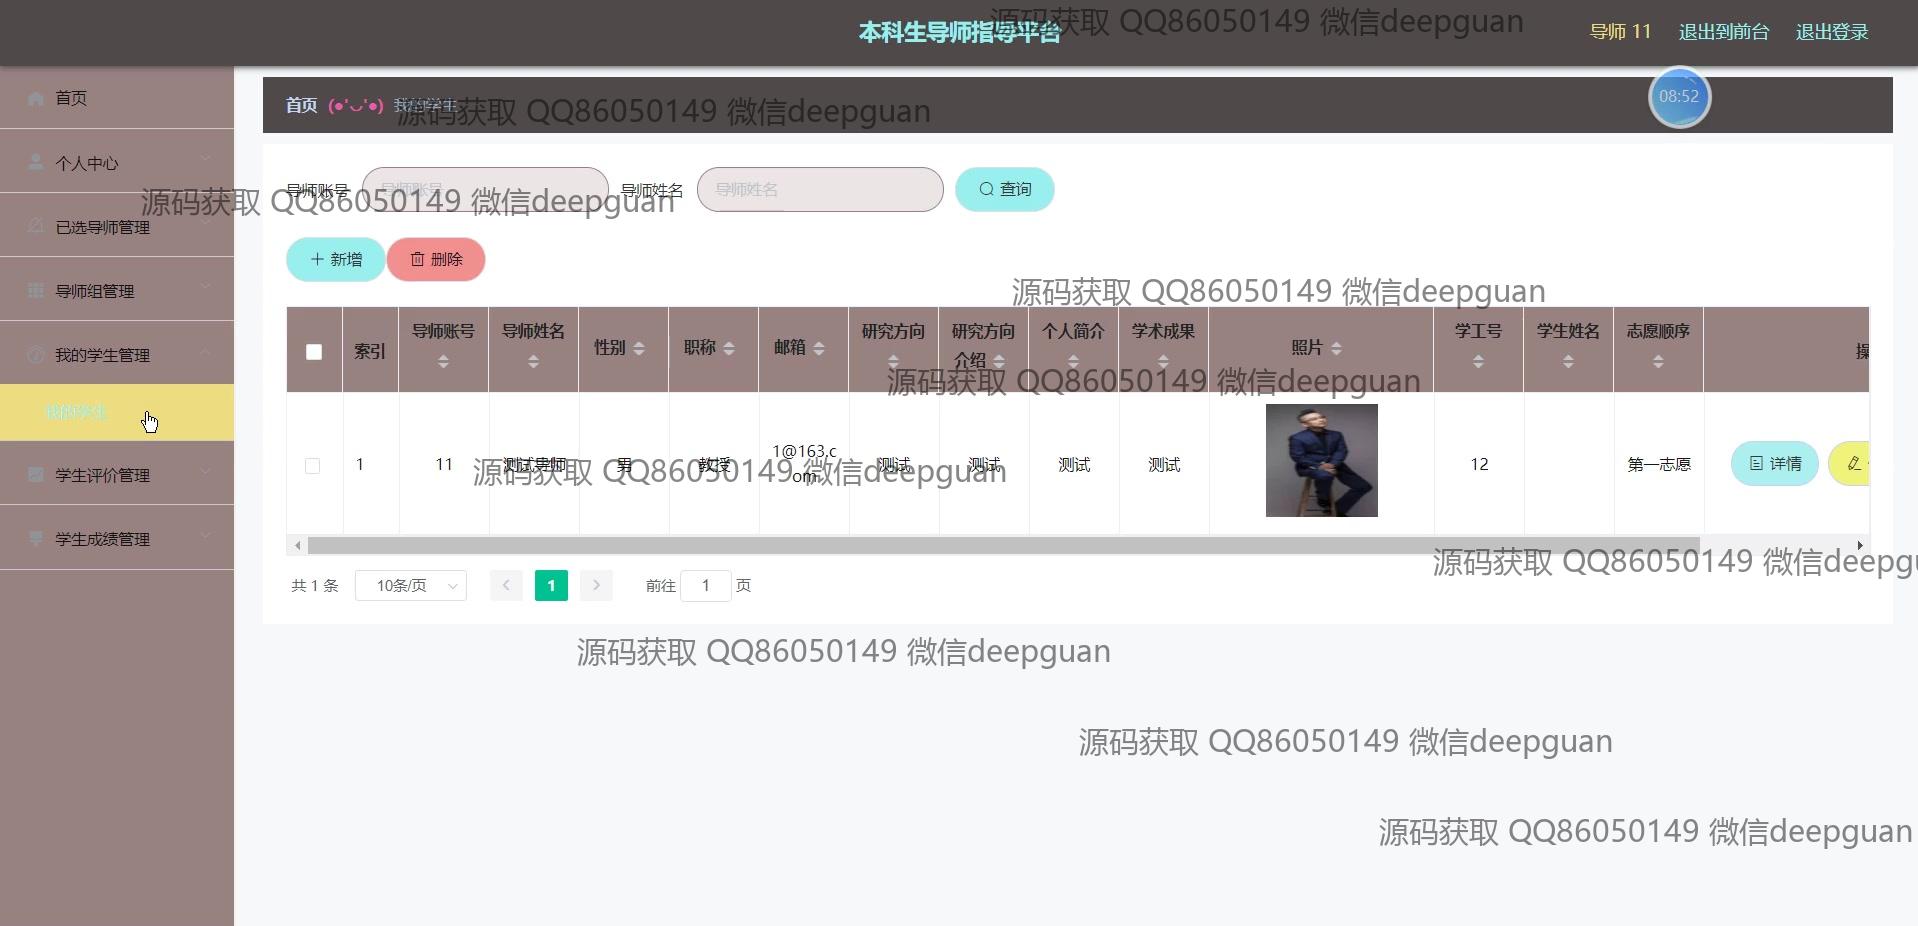 本科生导师指导平台
源码获取 QQ86050149 微信deepguan
导师 11
退出到前台
退出登录
首页
个人中心
已选导师管理
导师组管理
我的学生管理
我的学生
学生评价管理
学生成绩管理
首页 (●'◡'●) 我的学生
源码获取 QQ86050149 微信deepguan
08:52
导师账号 导师账号 导师姓名 导师姓名 查询
源码获取 QQ86050149 微信deepguan
新增 删除
源码获取 QQ86050149 微信deepguan
索引 导师账号 导师姓名 性别 职称 邮箱 研究方向 研究方向介绍 个人简介 学术成果 照片 学工号 学生姓名 志愿顺序
源码获取 QQ86050149 微信deepguan
1 11 测试导师 男 教授 1@163.com 测试 测试 测试 测试 12 第一志愿 详情
源码获取 QQ86050149 微信deepguan
源码获取 QQ86050149 微信deepgu
共 1 条 10条/页 1 前往 1 页
源码获取 QQ86050149 微信deepguan
源码获取 QQ86050149 微信deepguan
源码获取 QQ86050149 微信deepguan